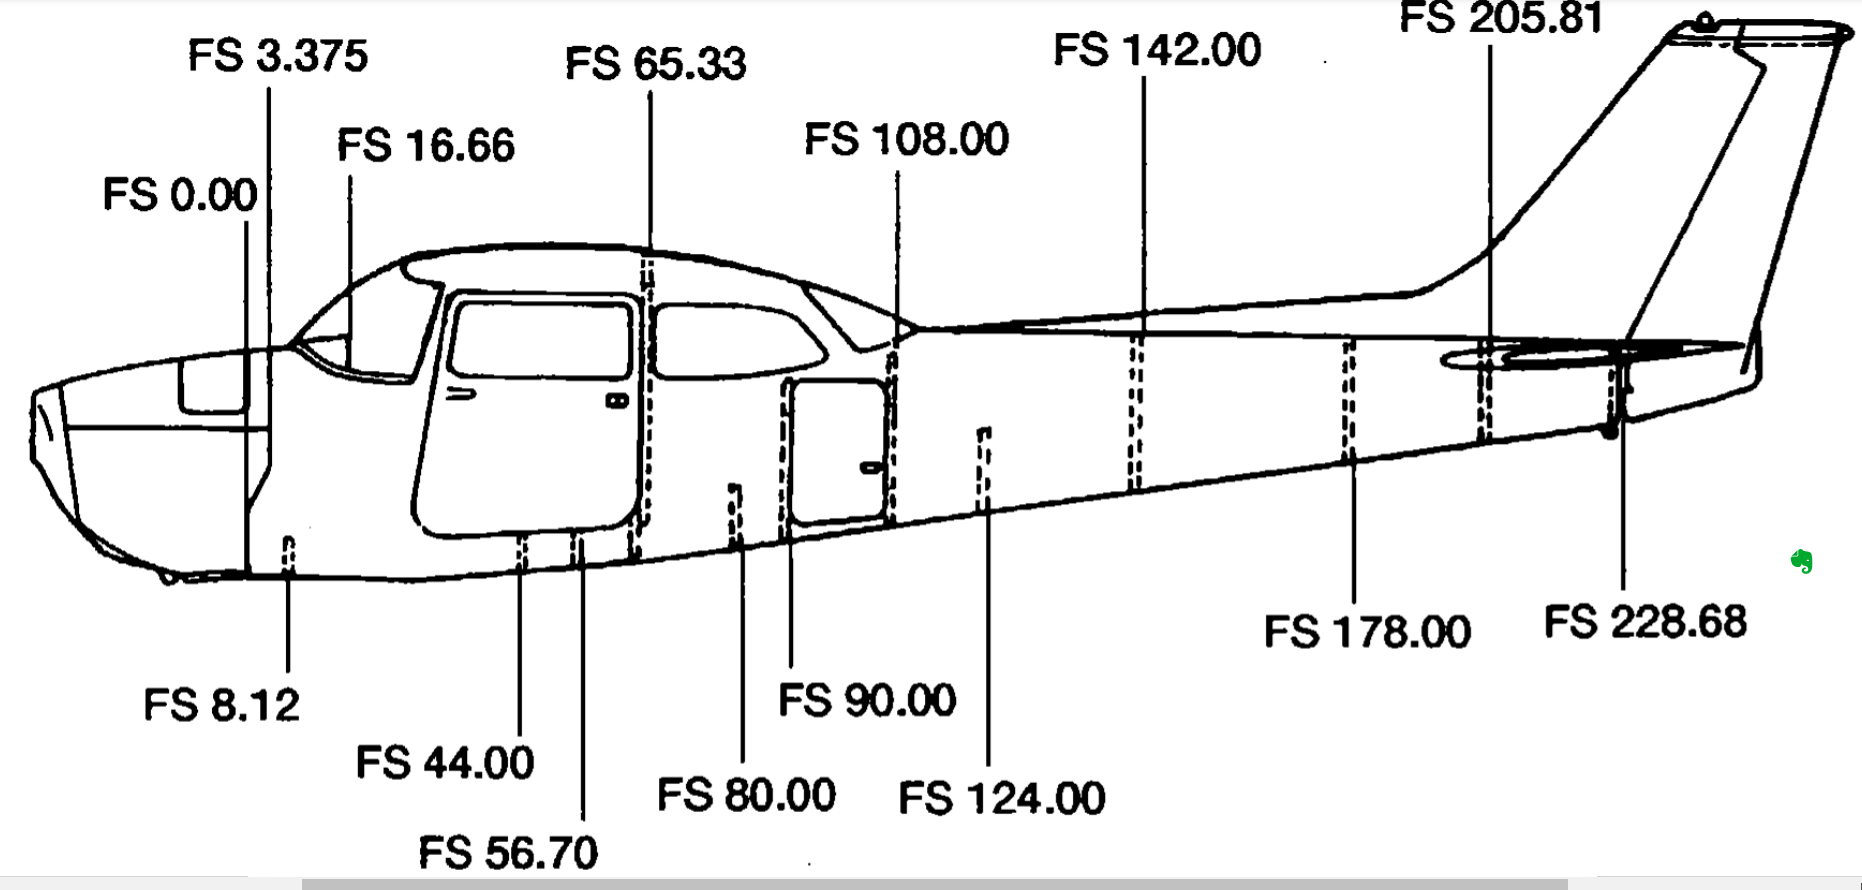 FS 205.81
FS 3.375
FS 65.33
FS 142.00
FS 16.66
FS 108.00
FS 0.00
FS 178.00
FS 228.68
FS 8.12
FS 90.00
FS 44.00
FS 80.00
FS 124.00
FS 56.70